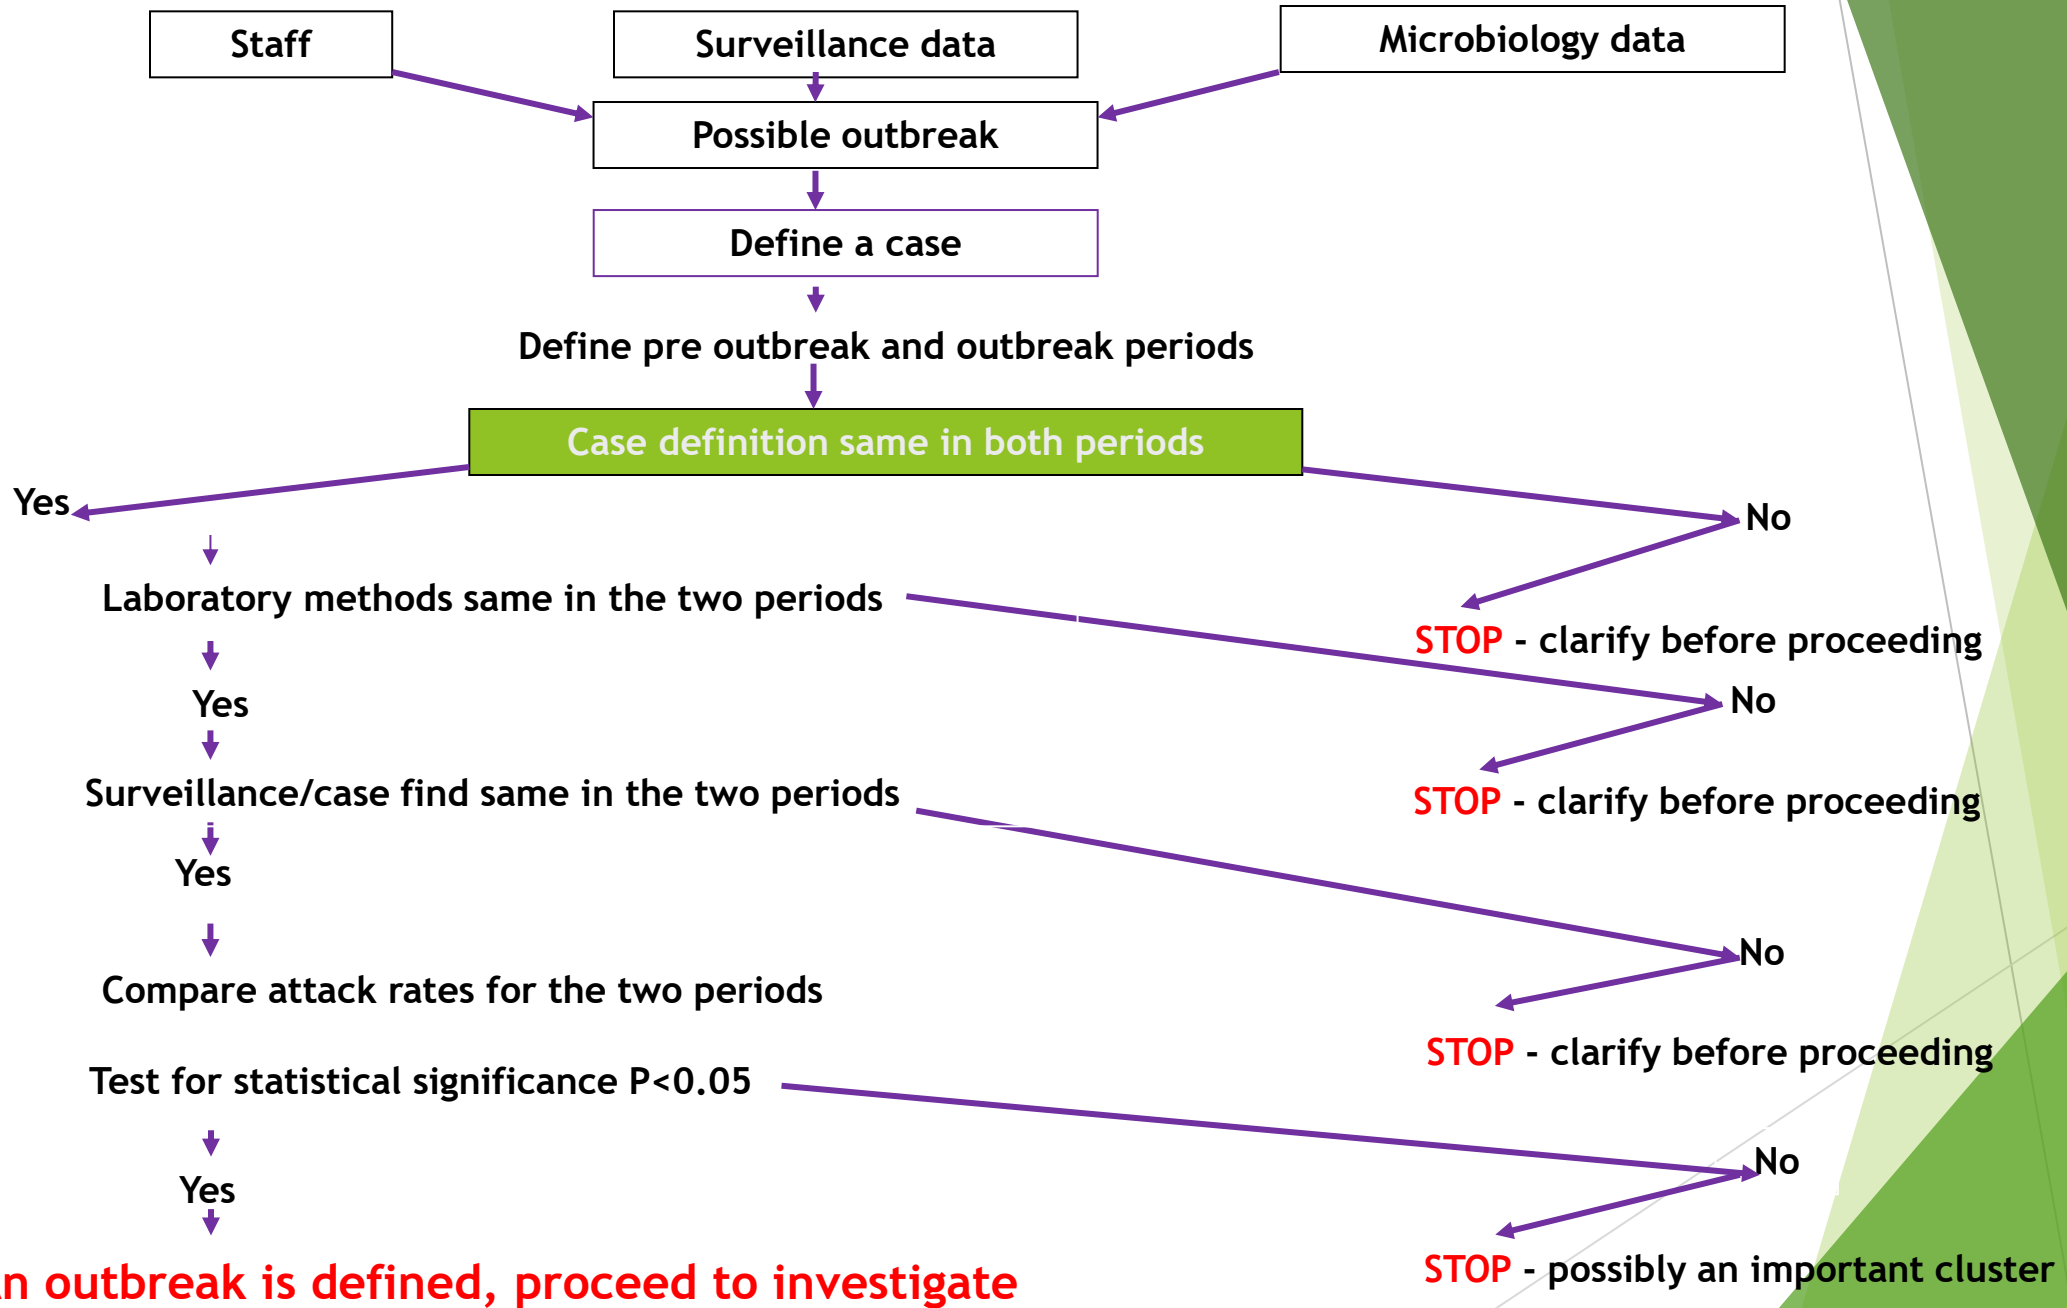 Staff
Surveillance data
Microbiology data
Possible outbreak
Define a case
Define pre outbreak and outbreak periods
Case definition same in both periods
Yes
No
Laboratory methods same in the two periods
STOP - clarify before proceeding
Yes
No
Surveillance/case find same in the two periods
STOP - clarify before proceeding
Yes
No
Compare attack rates for the two periods
STOP - clarify before proceeding
Test for statistical significance P<0.05
No
Yes
STOP - possibly an important cluster
n outbreak is defined, proceed to investigate